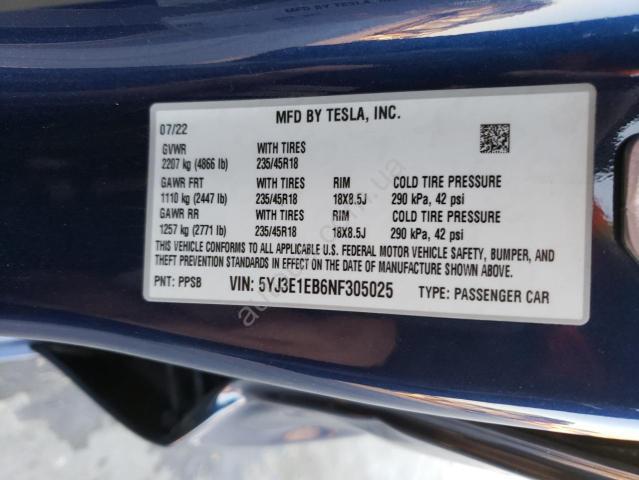 MFD BY TESLA, INC.
07/22
GVWR WITH TIRES
2207 kg (4866 lb) 235/45R18
GAWR FRT WITH TIRES RIM COLD TIRE PRESSURE
1110 kg (2447 lb) 235/45R18 18X8.5J 290 kPa, 42 psi
GAWR RR WITH TIRES RIM COLD TIRE PRESSURE
1257 kg (2771 lb) 235/45R18 18X8.5J 290 kPa, 42 psi
THIS VEHICLE CONFORMS TO ALL APPLICABLE U.S. FEDERAL MOTOR VEHICLE SAFETY, BUMPER, AND
THEFT PREVENTION STANDARDS IN EFFECT ON THE DATE OF MANUFACTURE SHOWN ABOVE.
PNT: PPSB VIN: 5YJ3E1EB6NF305025 TYPE: PASSENGER CAR